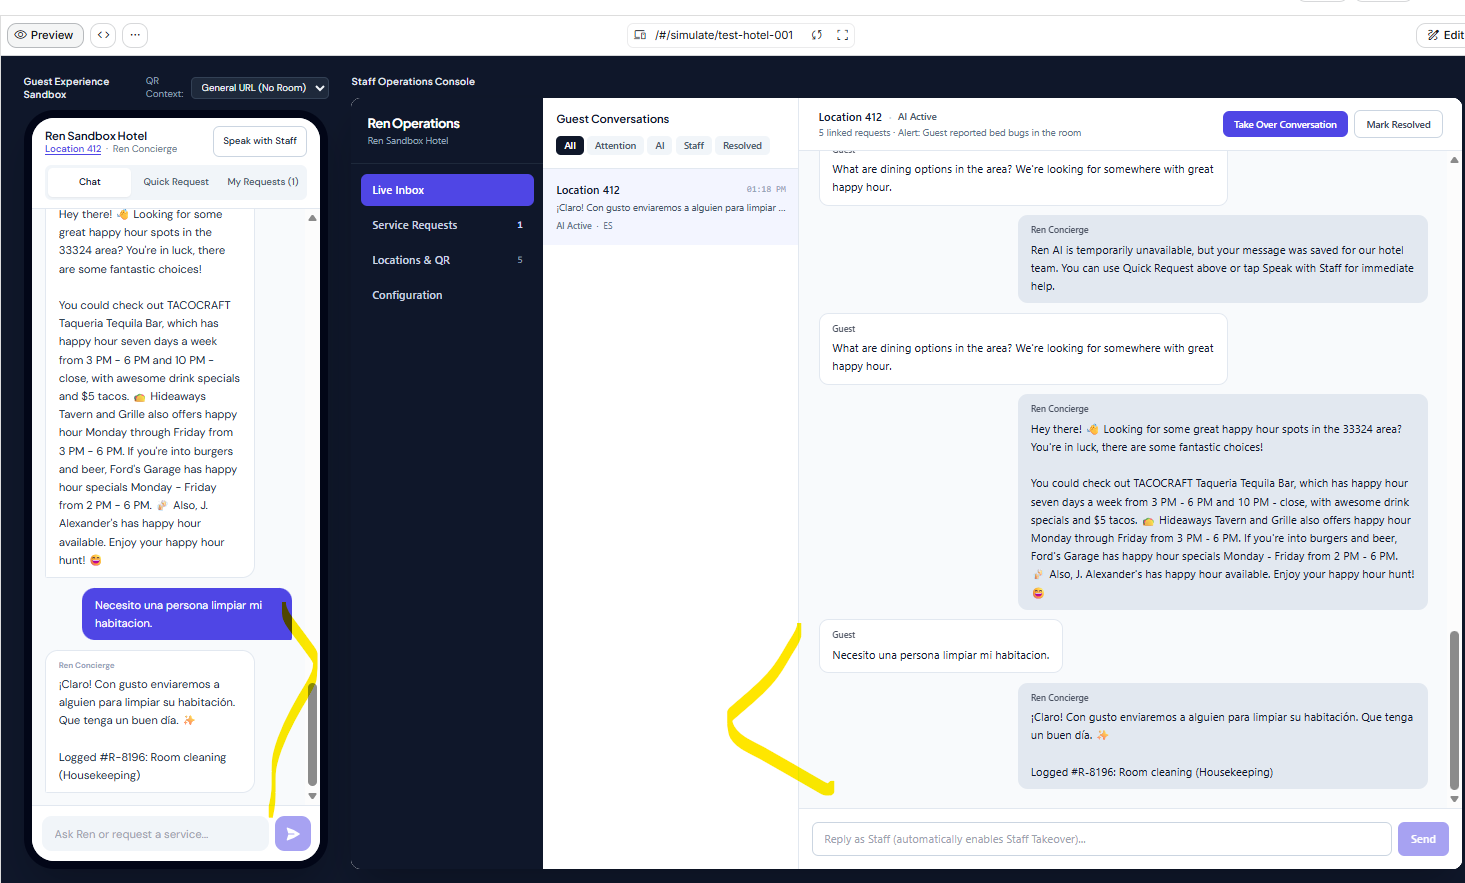 Preview
/#/simulate/test-hotel-001
Edit
Guest Experience
Sandbox
QR
Context:
General URL (No Room)
Staff Operations Console
Ren Sandbox Hotel
Location 412 · Ren Concierge
Speak with Staff
Chat
Quick Request
My Requests (1)
Hey there! 👋 Looking for some
great happy hour spots in the
33324 area? You're in luck, there
are some fantastic choices!
You could check out TACOCRAFT
Taqueria Tequila Bar, which has
happy hour seven days a week
from 3 PM - 6 PM and 10 PM -
close, with awesome drink specials
and $5 tacos. 🌮 Hideaways
Tavern and Grille also offers happy
hour Monday through Friday from
3 PM - 6 PM. If you're into burgers
and beer, Ford's Garage has happy
hour specials Monday - Friday
from 2 PM - 6 PM. 🍻 Also, J.
Alexander's has happy hour
available. Enjoy your happy hour
hunt! 😄
Necesito una persona limpiar mi
habitacion.
Ren Concierge
¡Claro! Con gusto enviaremos a
alguien para limpiar su habitación.
Que tenga un buen día. ✨
Logged #R-8196: Room cleaning
(Housekeeping)
Ask Ren or request a service...
Ren Operations
Ren Sandbox Hotel
Live Inbox
Service Requests 1
Locations & QR 5
Configuration
Guest Conversations
All
Attention
AI
Staff
Resolved
Location 412 01:18 PM
¡Claro! Con gusto enviaremos a alguien para limpiar ...
AI Active · ES
Location 412 · AI Active
5 linked requests · Alert: Guest reported bed bugs in the room
Take Over Conversation
Mark Resolved
Guest
What are dining options in the area? We're looking for somewhere with great
happy hour.
Ren Concierge
Ren AI is temporarily unavailable, but your message was saved for our hotel
team. You can use Quick Request above or tap Speak with Staff for immediate
help.
Guest
What are dining options in the area? We're looking for somewhere with great
happy hour.
Ren Concierge
Hey there! 👋 Looking for some great happy hour spots in the 33324 area?
You're in luck, there are some fantastic choices!
You could check out TACOCRAFT Taqueria Tequila Bar, which has happy hour
seven days a week from 3 PM - 6 PM and 10 PM - close, with awesome drink
specials and $5 tacos. 🌮 Hideaways Tavern and Grille also offers happy hour
Monday through Friday from 3 PM - 6 PM. If you're into burgers and beer,
Ford's Garage has happy hour specials Monday - Friday from 2 PM - 6 PM.
🍻 Also, J. Alexander's has happy hour available. Enjoy your happy hour hunt!
😄
Guest
Necesito una persona limpiar mi habitacion.
Ren Concierge
¡Claro! Con gusto enviaremos a alguien para limpiar su habitación. Que tenga
un buen día. ✨
Logged #R-8196: Room cleaning (Housekeeping)
Reply as Staff (automatically enables Staff Takeover)...
Send